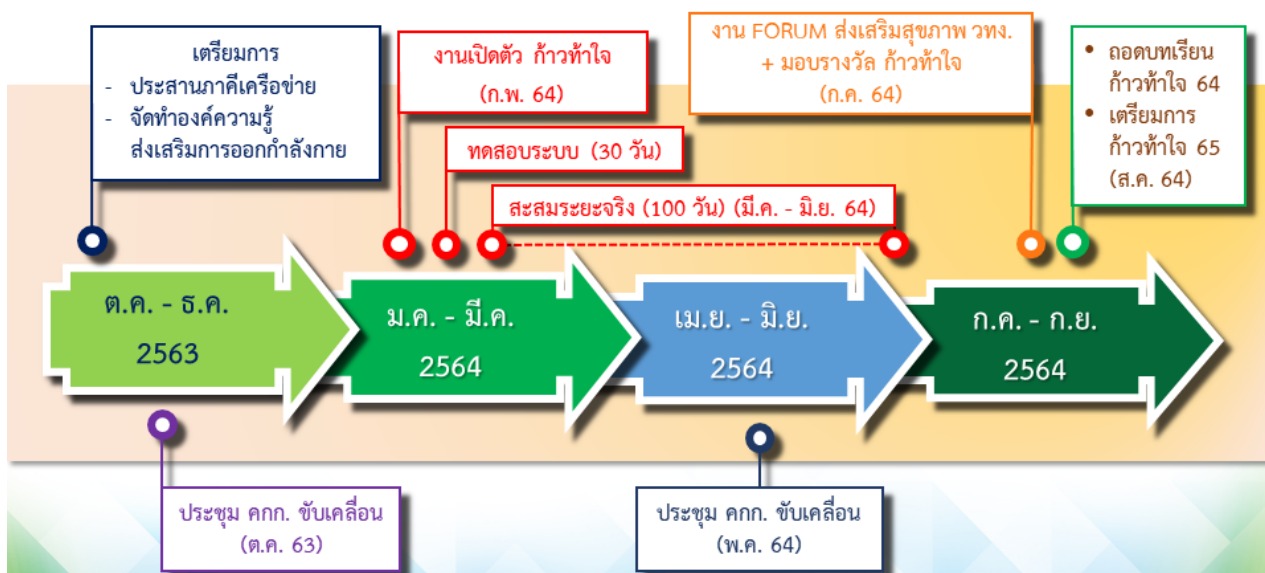 เตรียมการ
- ประสานภาคีเครือข่าย
- จัดทำองค์ความรู้
ส่งเสริมการออกกำลังกาย
งานเปิดตัว ก้าวท้าใจ
(ก.พ. 64)
ทดสอบระบบ (30 วัน)
สะสมระยะจริง (100 วัน) (มี.ค. - มิ.ย. 64)
งาน FORUM ส่งเสริมสุขภาพ วทง.
+ มอบรางวัล ก้าวท้าใจ
(ก.ค. 64)
• ถอดบทเรียน
ก้าวท้าใจ 64
• เตรียมการ
ก้าวท้าใจ 65
(ส.ค. 64)
ต.ค. - ธ.ค.
2563
ม.ค. - มี.ค.
2564
เม.ย. - มิ.ย.
2564
ก.ค. - ก.ย.
2564
ประชุม คกก. ขับเคลื่อน
(ต.ค. 63)
ประชุม คกก. ขับเคลื่อน
(พ.ค. 64)